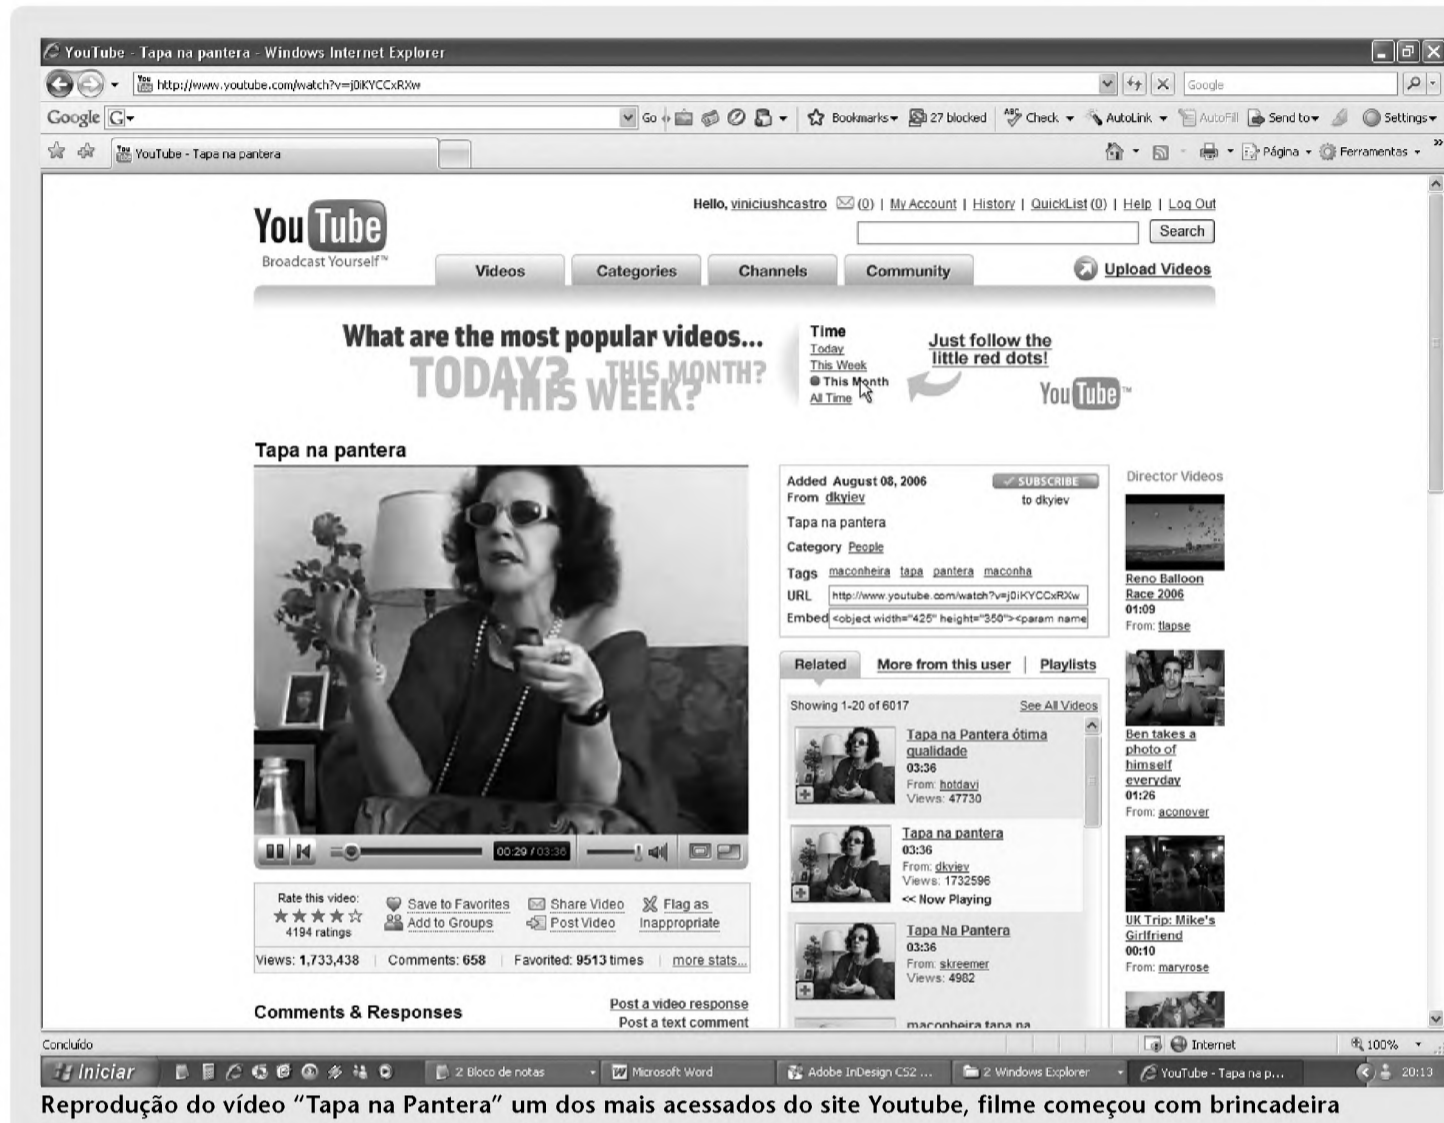 YouTube - Tapa na pantera - Windows Internet Explorer
http://www.youtube.com/watch?v=j0iKYCCxRXw
Google
Google G
Go Bookmarks 27 blocked Check AutoLink AutoFill Send to Settings
YouTube - Tapa na pantera
Página Ferramentas
You Tube
Broadcast Yourself™
Hello, viniciushcastro (0) | My Account | History | QuickList (0) | Help | Log Out
Search
Videos
Categories
Channels
Community
Upload Videos
What are the most popular videos...
TODAY?
THIS WEEK?
THIS MONTH?
Time
Today
This Week
This Month
All Time
Just follow the
little red dots!
You Tube™
Tapa na pantera
00:29 / 03:36
Rate this video:
4194 ratings
Save to Favorites
Add to Groups
Share Video
Post Video
Flag as
Inappropriate
Views: 1,733,438 | Comments: 658 | Favorited: 9513 times | more stats...
Comments & Responses
Post a video response
Post a text comment
Added August 08, 2006
From dkyiev
SUBSCRIBE
to dkyiev
Tapa na pantera
Category People
Tags maconheira tapa pantera maconha
URL http://www.youtube.com/watch?v=j0iKYCCxRXw
Embed <object width="425" height="350"><param name
Related
More from this user | Playlists
Showing 1-20 of 6017
See All Videos
Tapa na Pantera ótima
qualidade
03:36
From: hotdavi
Views: 47730
Tapa na pantera
03:36
From: dkyiev
Views: 1732596
<< Now Playing
Tapa Na Pantera
03:36
From: skreemer
Views: 4982
maconheira tapa na
Director Videos
Reno Balloon
Race 2006
01:09
From: tlapse
Ben takes a
photo of
himself
everyday
01:26
From: aconover
UK Trip: Mike's
Girlfriend
00:10
From: maryrose
Concluído
Internet
100%
Iniciar
2 Bloco de notas
Microsoft Word
Adobe InDesign CS2 ...
2 Windows Explorer
YouTube - Tapa na p...
20:13
Reprodução do vídeo “Tapa na Pantera” um dos mais acessados do site Youtube, filme começou com brincadeira